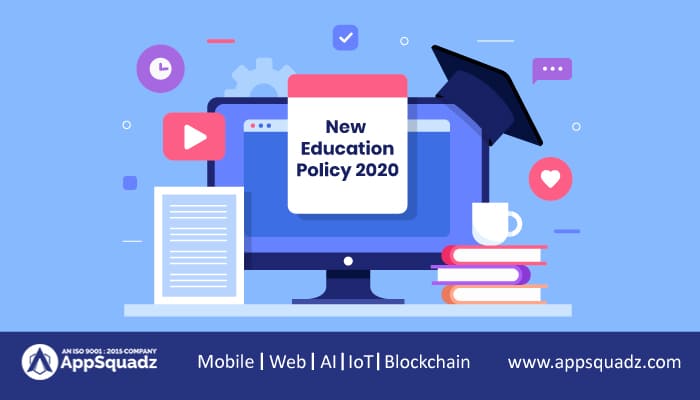 New
Education
Policy 2020
AN ISO 9001 : 2015 COMPANY
AppSquadz
Mobile | Web | AI | IoT | Blockchain
www.appsquadz.com